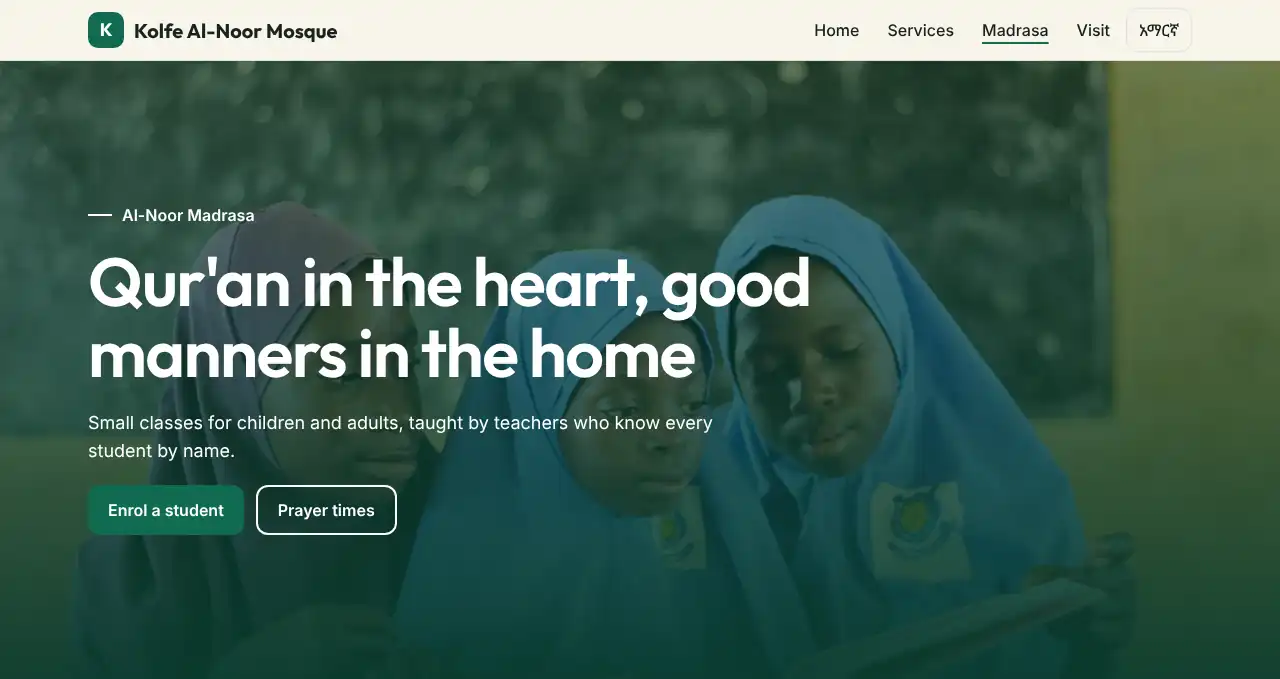 K
Kolfe Al-Noor Mosque
Home
Services
Madrasa
Visit
አማርኛ
Al-Noor Madrasa
Qur'an in the heart, good
manners in the home
Small classes for children and adults, taught by teachers who know every
student by name.
Enrol a student
Prayer times